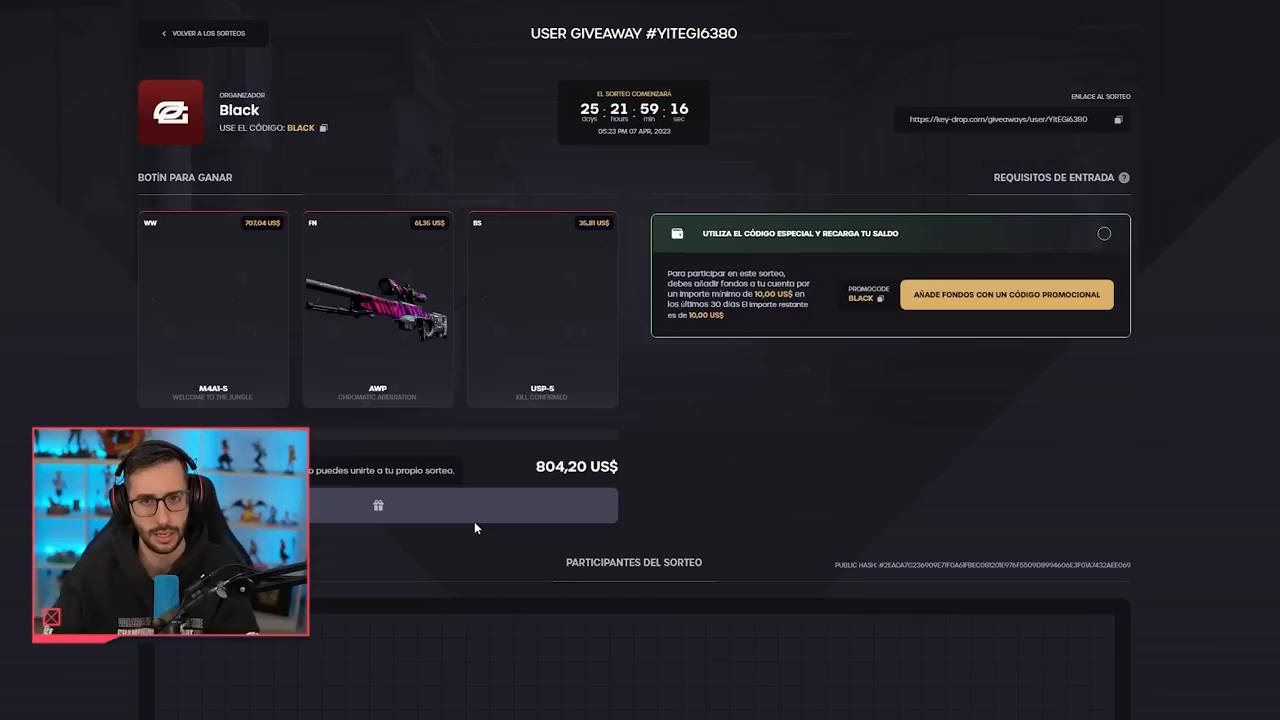 VOLVER A LOS SORTEOS
USER GIVEAWAY #YITEGI6380
ORGANIZADOR
Black
USE EL CÓDIGO: BLACK
EL SORTEO COMENZARÁ
25 : 21 : 59 : 16
days hours min sec
05:23 PM 07 APR, 2023
ENLACE AL SORTEO
https://key-drop.com/giveaways/user/YitEGi6380
BOTÍN PARA GANAR
REQUISITOS DE ENTRADA ?
WW 707,04 US$
FN 61,35 US$
BS 35,81 US$
M4A1-S
WELCOME TO THE JUNGLE
AWP
CHROMATIC ABERRATION
USP-S
KILL CONFIRMED
UTILIZA EL CÓDIGO ESPECIAL Y RECARGA TU SALDO
Para participar en este sorteo,
debes añadir fondos a tu cuenta por
un importe mínimo de 10,00 US$ en
los últimos 30 días El importe restante
es de 10,00 US$
PROMOCODE
BLACK
AÑADE FONDOS CON UN CÓDIGO PROMOCIONAL
puedes unirte a tu propio sorteo.
804,20 US$
PARTICIPANTES DEL SORTEO
PUBLIC HASH: